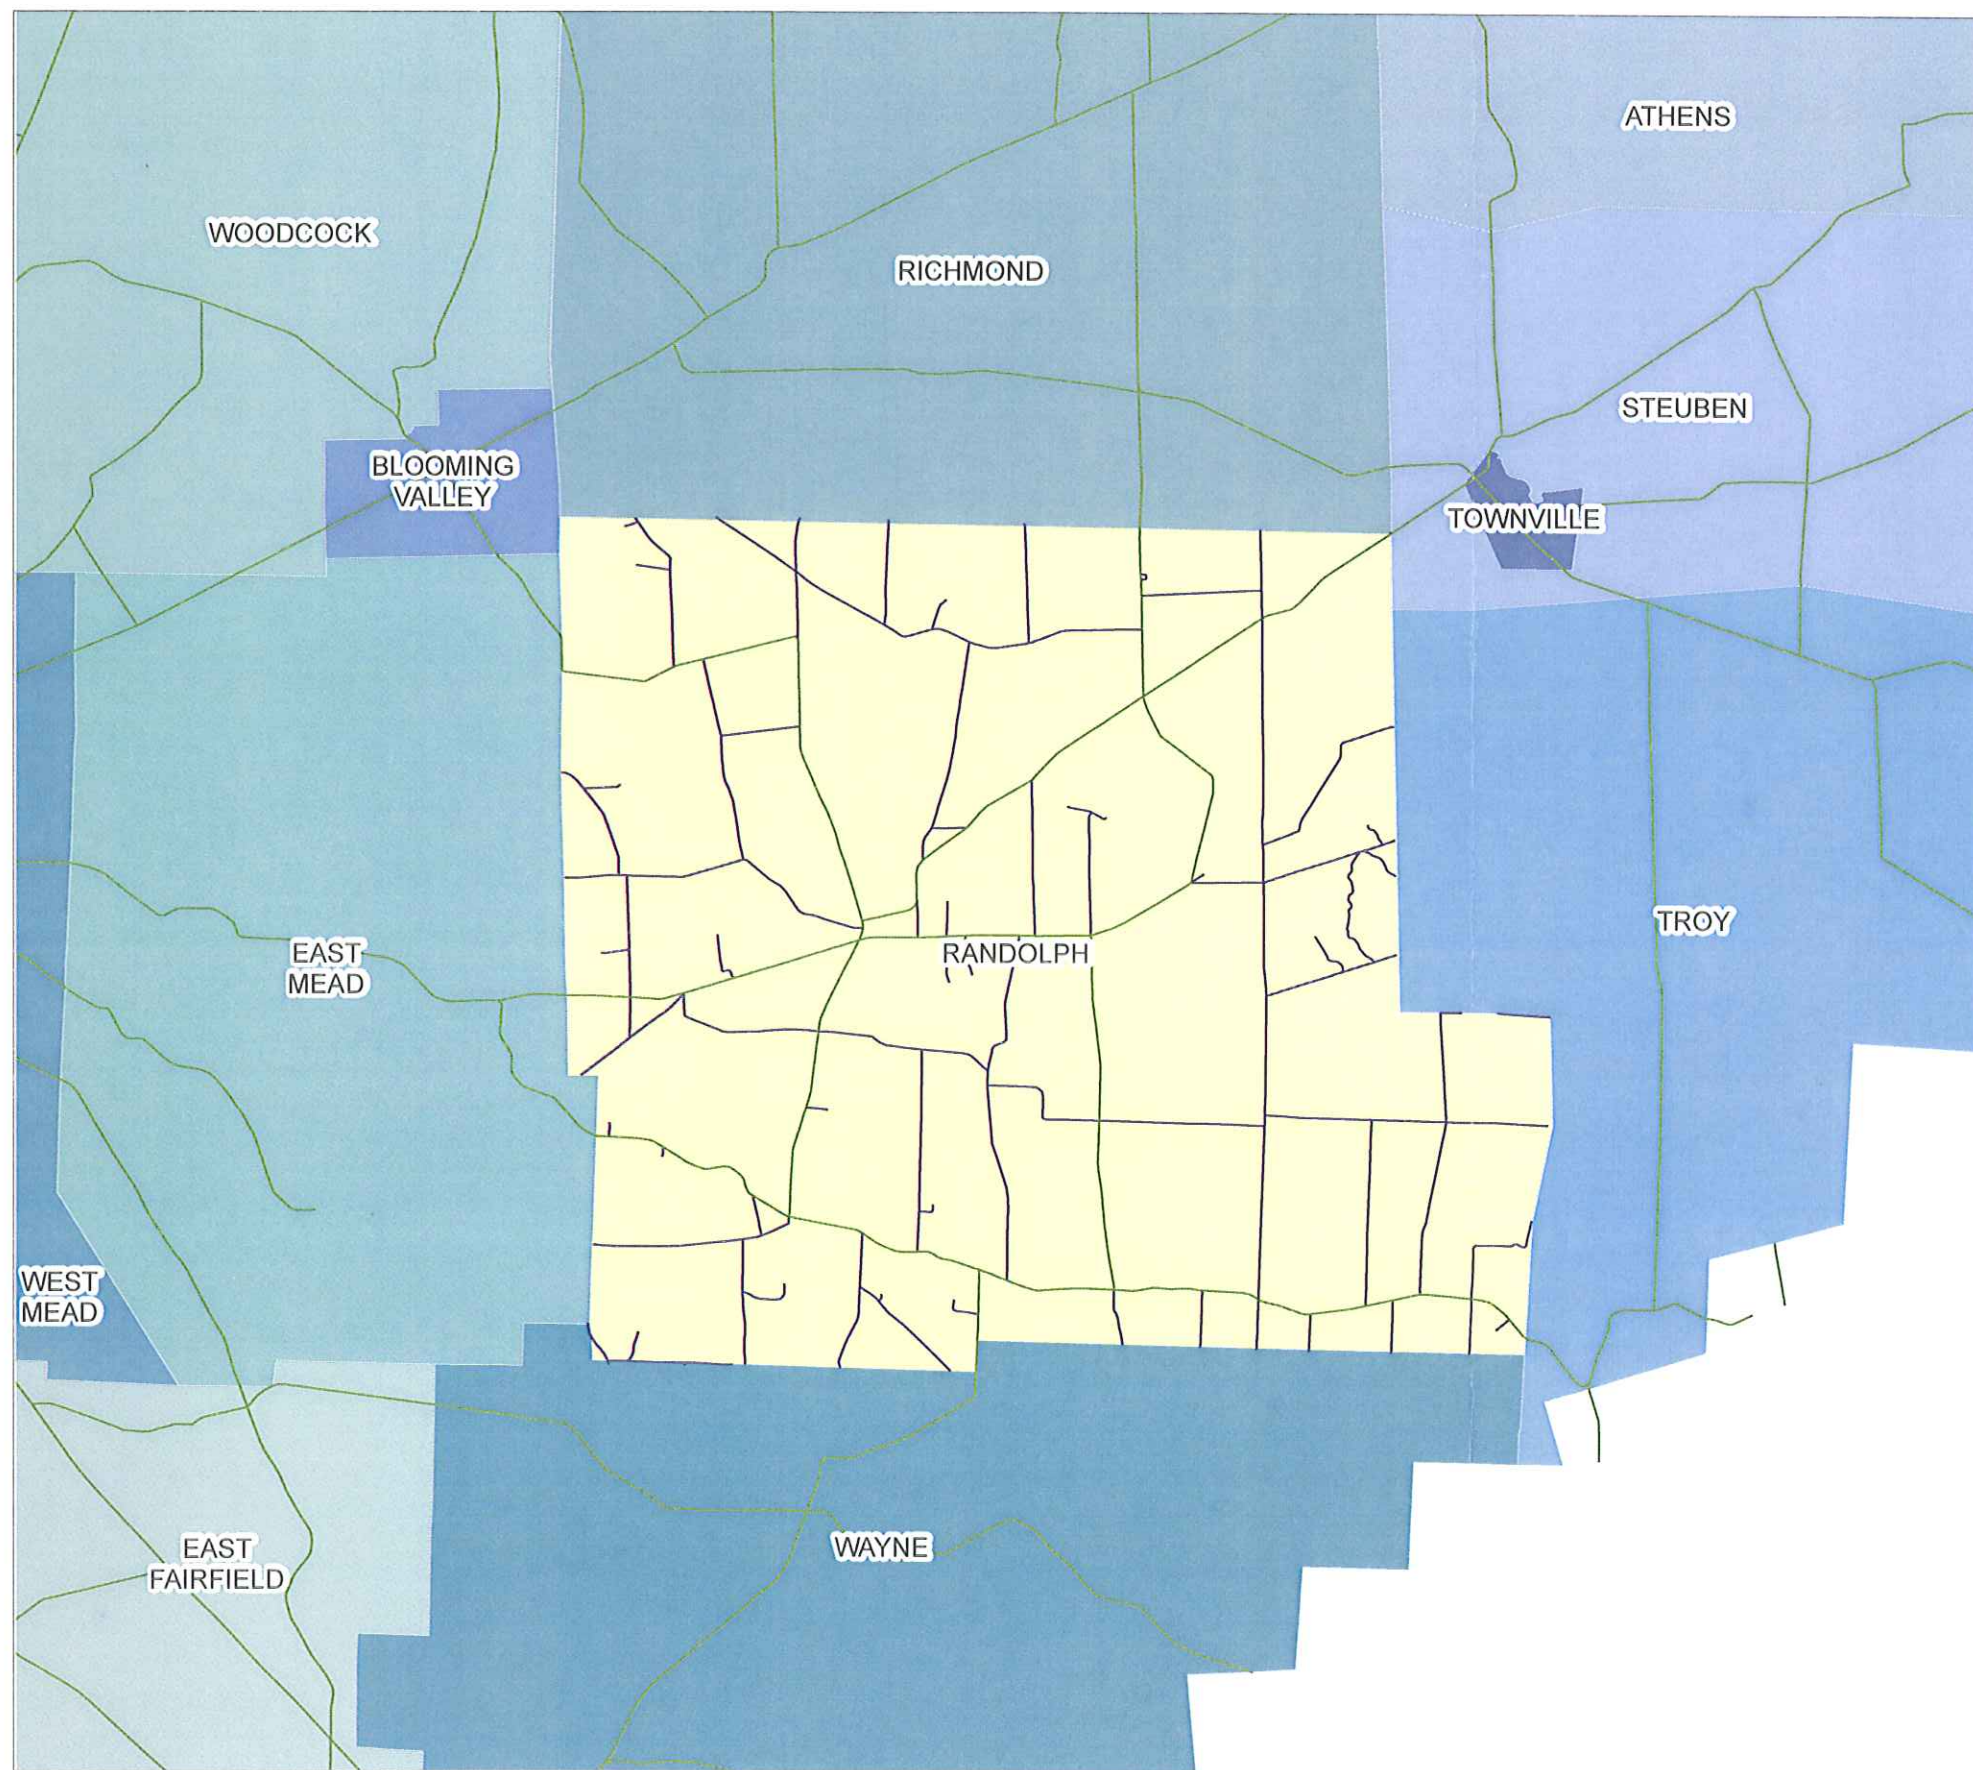 ATHENS
WOODCOCK
RICHMOND
STEUBEN
BLOOMING
VALLEY
TOWNVILLE
TROY
EAST
MEAD
RANDOLPH
WEST
MEAD
EAST
FAIRFIELD
WAYNE